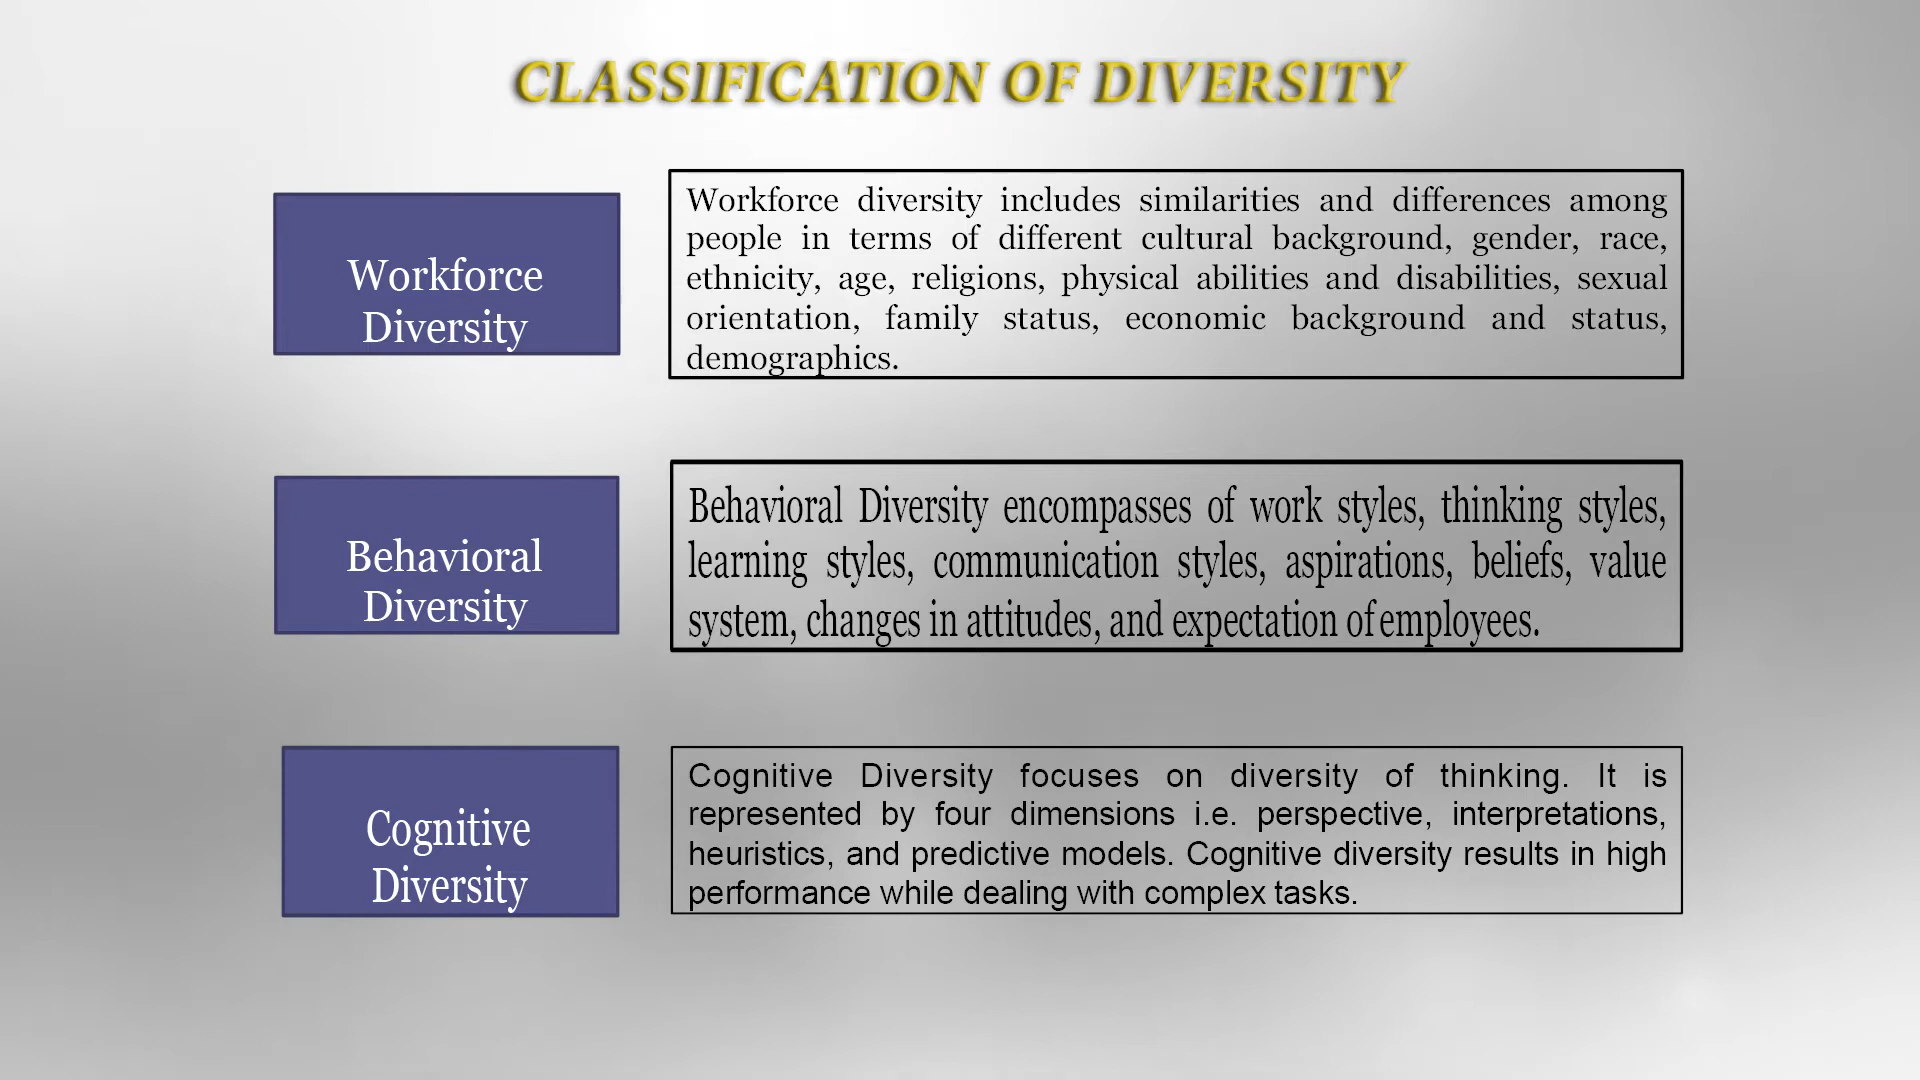 CLASSIFICATION OF DIVERSITY
Workforce
Diversity
Workforce diversity includes similarities and differences among
people in terms of different cultural background, gender, race,
ethnicity, age, religions, physical abilities and disabilities, sexual
orientation, family status, economic background and status,
demographics.
Behavioral
Diversity
Behavioral Diversity encompasses of work styles, thinking styles,
learning styles, communication styles, aspirations, beliefs, value
system, changes in attitudes, and expectation of employees.
Cognitive
Diversity
Cognitive Diversity focuses on diversity of thinking. It is
represented by four dimensions i.e. perspective, interpretations,
heuristics, and predictive models. Cognitive diversity results in high
performance while dealing with complex tasks.